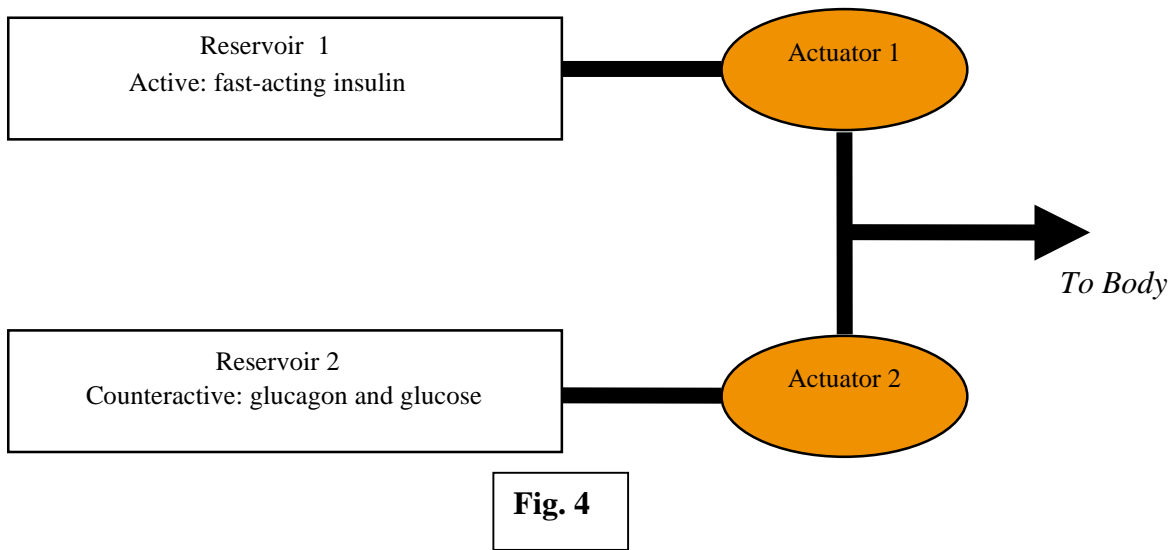 Reservoir 1
Active: fast-acting insulin
Actuator 1
To Body
Reservoir 2
Counteractive: glucagon and glucose
Actuator 2
Fig. 4